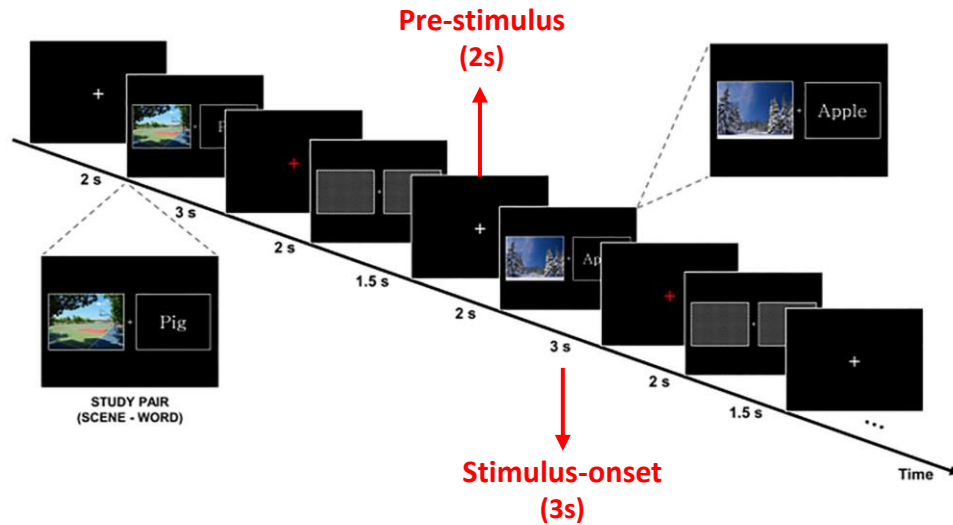 Pre-stimulus
(2s)
Apple
2 s
3 s
2 s
1.5 s
2 s
Ap
3 s
2 s
1.5 s
...
Pig
STUDY PAIR
(SCENE - WORD)
Time
Stimulus-onset
(3s)